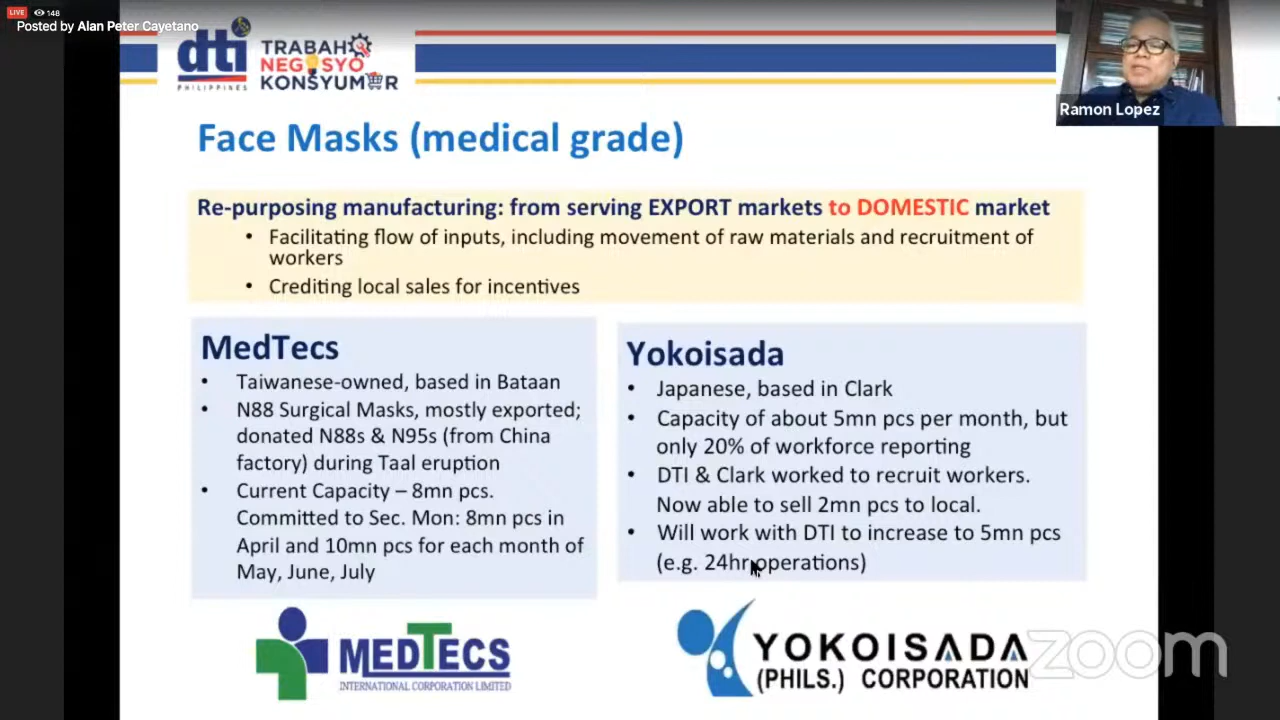 LIVE 148
Posted by Alan Peter Cayetano
dti
PHILIPPINES
TRABAHO
NEGOSYO
KONSYUMER
Ramon Lopez
Face Masks (medical grade)
Re-purposing manufacturing: from serving EXPORT markets to DOMESTIC market
• Facilitating flow of inputs, including movement of raw materials and recruitment of
workers
• Crediting local sales for incentives
MedTecs
• Taiwanese-owned, based in Bataan
• N88 Surgical Masks, mostly exported;
donated N88s & N95s (from China
factory) during Taal eruption
• Current Capacity – 8mn pcs.
Committed to Sec. Mon: 8mn pcs in
April and 10mn pcs for each month of
May, June, July
Yokoisada
• Japanese, based in Clark
• Capacity of about 5mn pcs per month, but
only 20% of workforce reporting
• DTI & Clark worked to recruit workers.
Now able to sell 2mn pcs to local.
• Will work with DTI to increase to 5mn pcs
(e.g. 24hr operations)
MEDTECS
INTERNATIONAL CORPORATION LIMITED
YOKOISADA
(PHILS.) CORPORATION
zoom